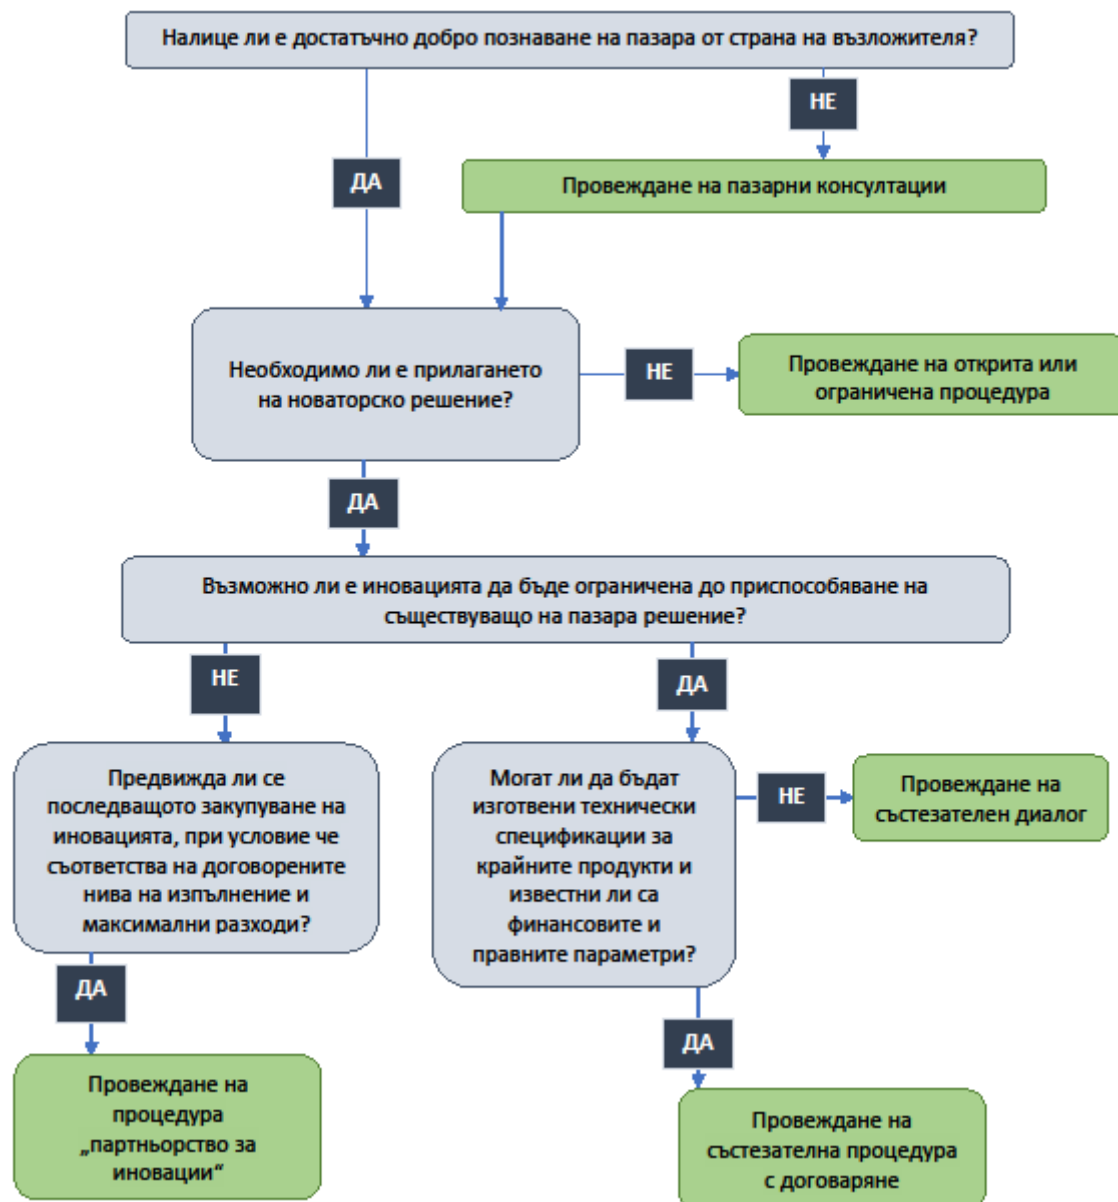 Налице ли е достатъчно добро познаване на пазара от страна на възложителя?
НЕ
ДА
Провеждане на пазарни консултации
Необходимо ли е прилагането
на новаторско решение?
НЕ
Провеждане на открита или
ограничена процедура
ДА
Възможно ли е иновацията да бъде ограничена до приспособяване на
съществуващо на пазара решение?
НЕ
ДА
Предвижда ли се
последващото закупуване на
иновацията, при условие че
съответства на договорените
нива на изпълнение и
максимални разходи?
Могат ли да бъдат
изготвени технически
спецификации за
крайните продукти и
известни ли са
финансовите и
правните параметри?
НЕ
Провеждане на
състезателен диалог
ДА
ДА
Провеждане на
процедура
„партньорство за
иновации“
Провеждане на
състезателна процедура
с договаряне